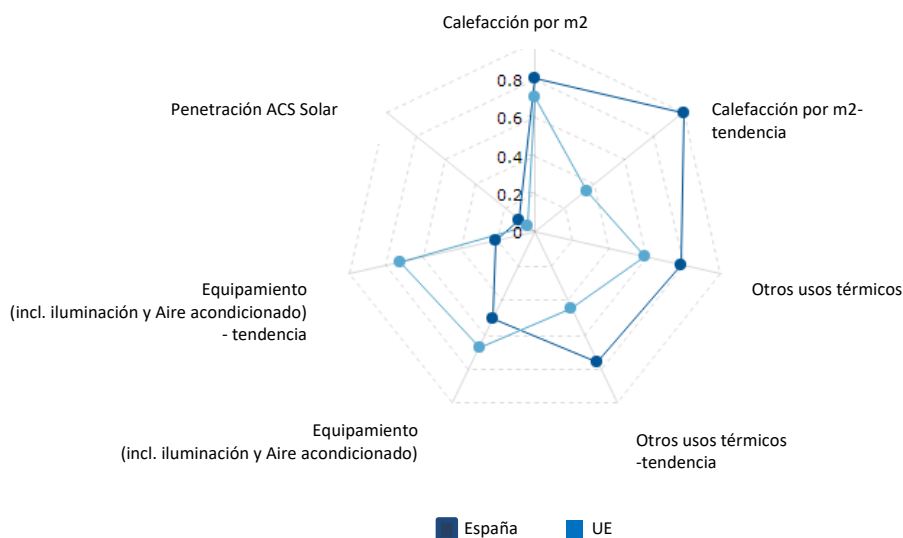 Calefacción por m2
0.8
Penetración ACS Solar
Calefacción por m2-
tendencia
0.6
0.4
0.2
0
Equipamiento
(incl. iluminación y Aire acondicionado)
- tendencia
Otros usos térmicos
Equipamiento
(incl. iluminación y Aire acondicionado)
Otros usos térmicos
-tendencia
España
UE